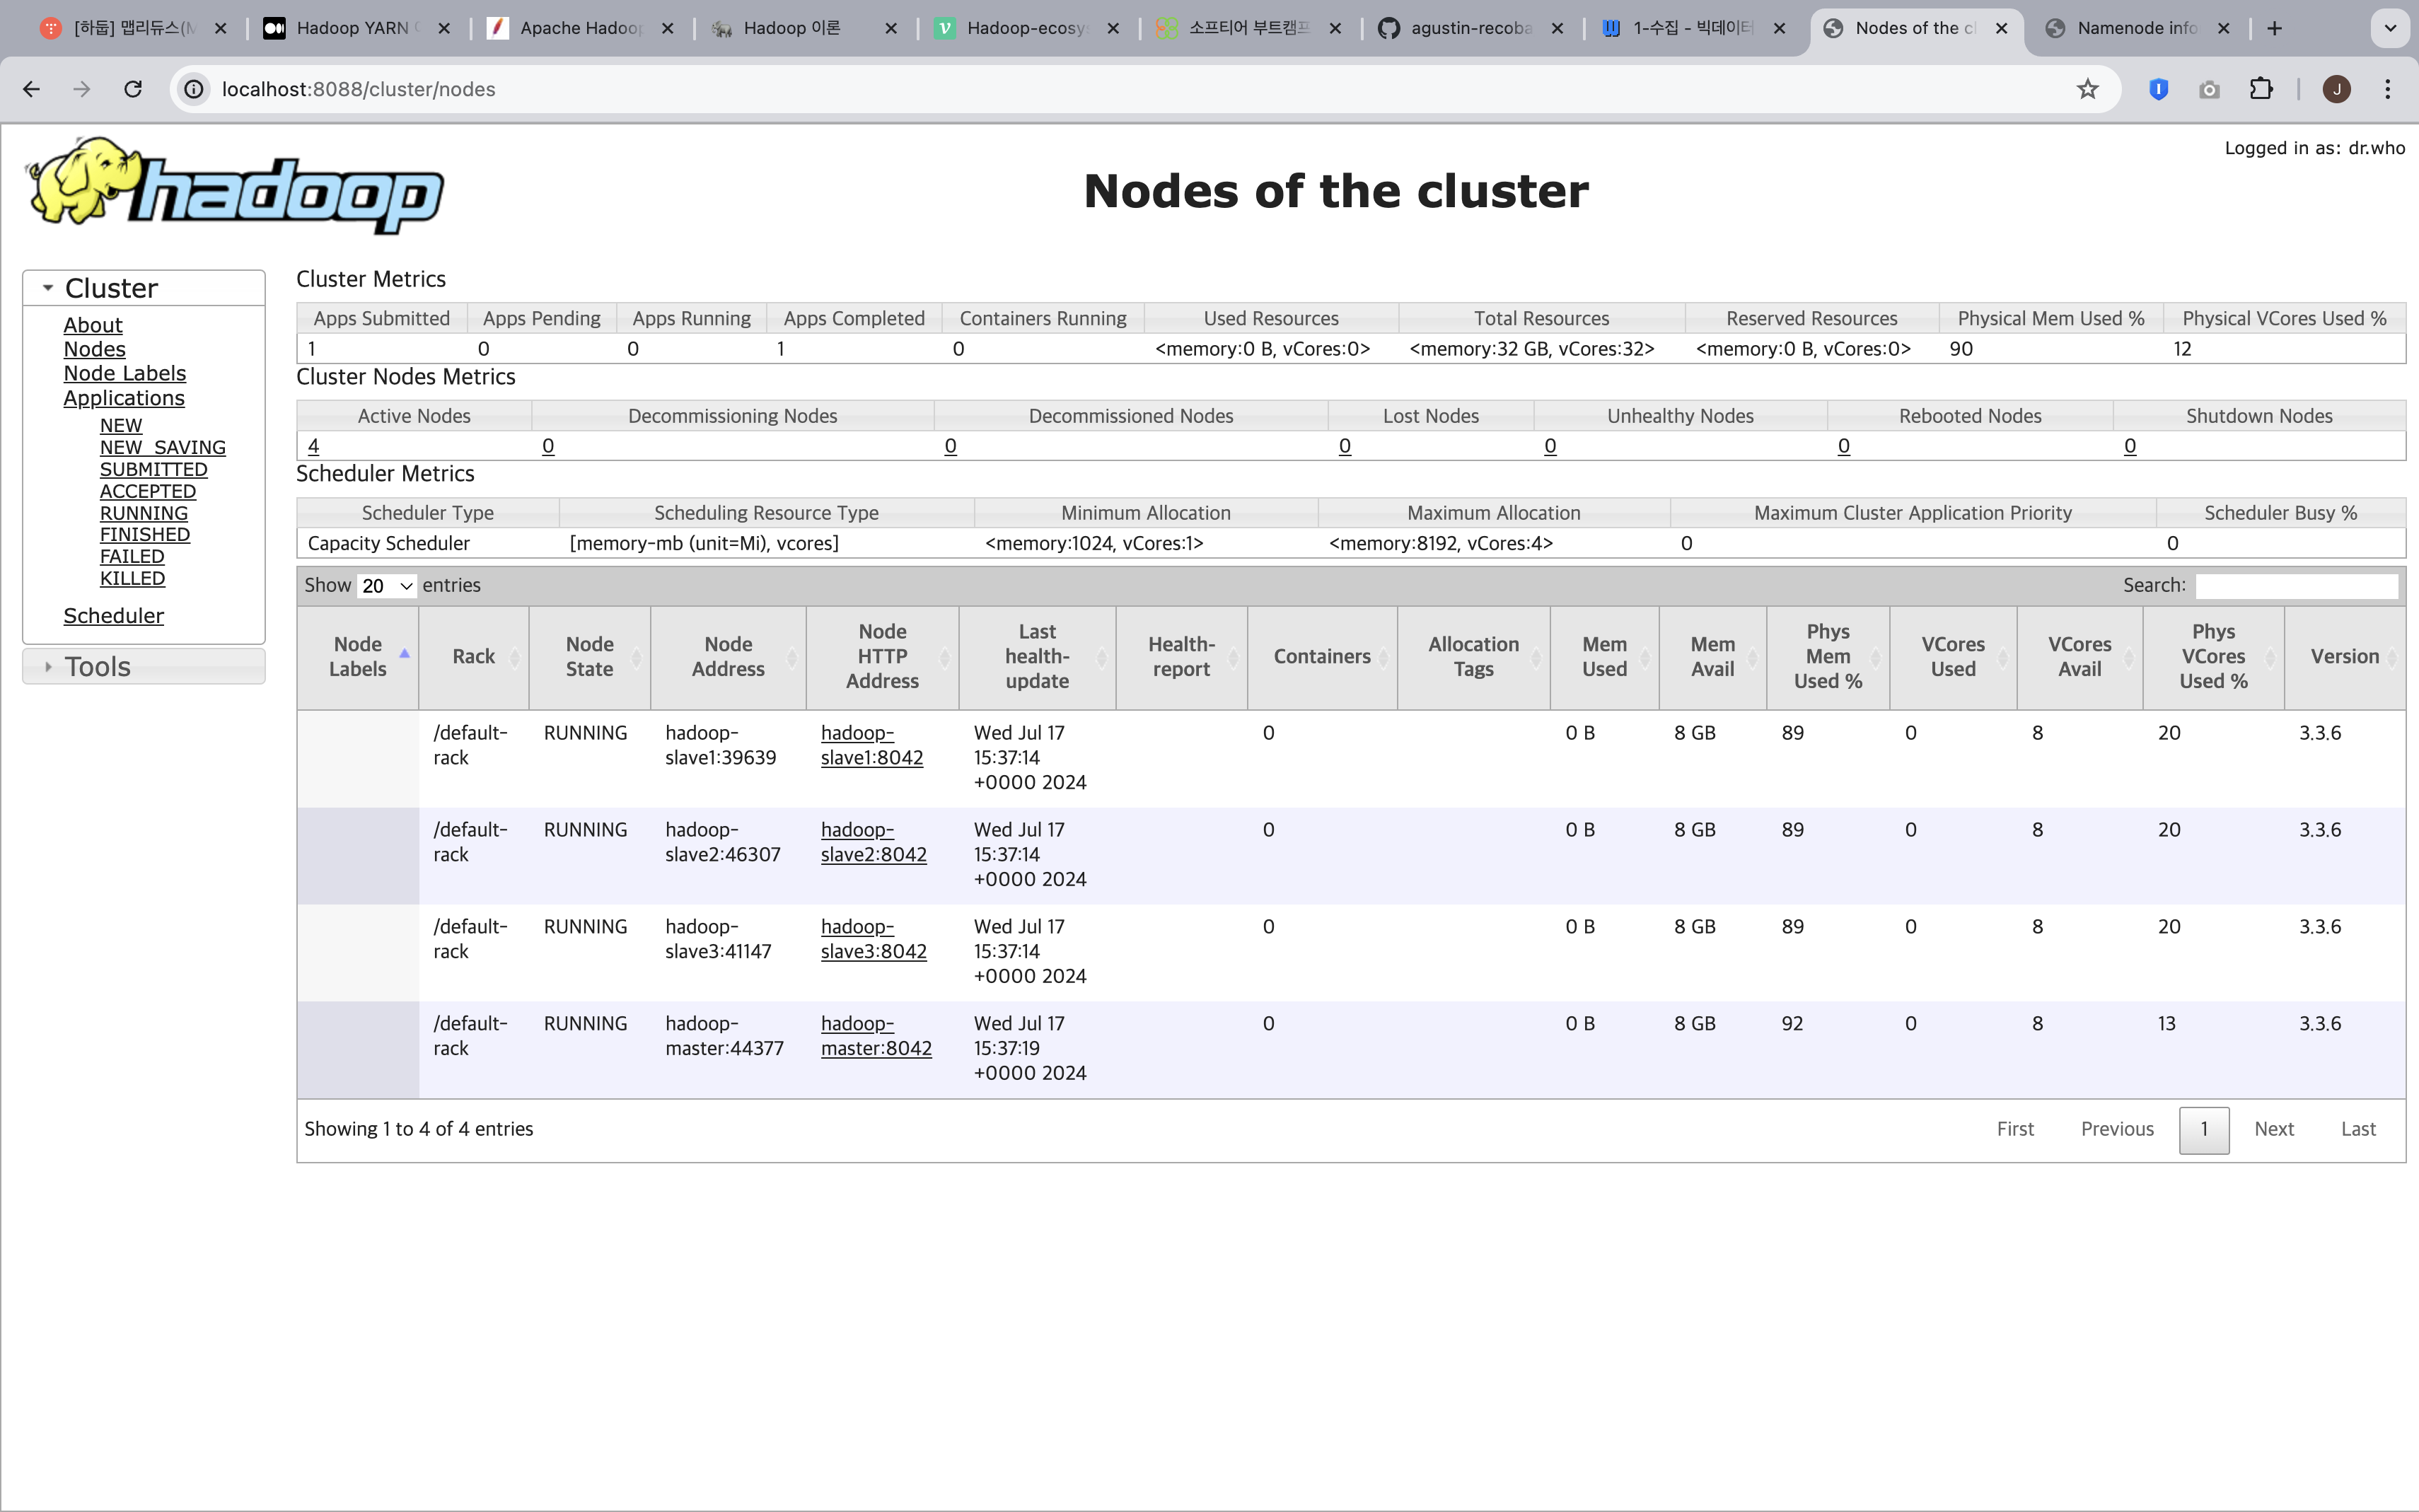 [하둡] 맵리듀스(M
Hadoop YARN
Apache Hadoop
Hadoop 이론
Hadoop-ecosy
소프티어 부트캠프
agustin-recoba
1-수집 - 빅데이터
Nodes of the cl
Namenode info
localhost:8088/cluster/nodes
J
hadoop
Nodes of the cluster
Logged in as: dr.who
Cluster
About
Nodes
Node Labels
Applications
NEW
NEW_SAVING
SUBMITTED
ACCEPTED
RUNNING
FINISHED
FAILED
KILLED
Scheduler
Tools
Cluster Metrics
Apps Submitted Apps Pending Apps Running Apps Completed Containers Running Used Resources Total Resources Reserved Resources Physical Mem Used % Physical VCores Used %
1 0 0 1 0 <memory:0 B, vCores:0> <memory:32 GB, vCores:32> <memory:0 B, vCores:0> 90 12
Cluster Nodes Metrics
Active Nodes Decommissioning Nodes Decommissioned Nodes Lost Nodes Unhealthy Nodes Rebooted Nodes Shutdown Nodes
4 0 0 0 0 0 0
Scheduler Metrics
Scheduler Type Scheduling Resource Type Minimum Allocation Maximum Allocation Maximum Cluster Application Priority Scheduler Busy %
Capacity Scheduler [memory-mb (unit=Mi), vcores] <memory:1024, vCores:1> <memory:8192, vCores:4> 0 0
Show 20 entries Search:
Node Labels Rack Node State Node Address Node HTTP Address Last health-update Health-report Containers Allocation Tags Mem Used Mem Avail Phys Mem Used % VCores Used VCores Avail Phys VCores Used % Version
/default-rack RUNNING hadoop-slave1:39639 hadoop-slave1:8042 Wed Jul 17 15:37:14 +0000 2024 0 0 B 8 GB 89 0 8 20 3.3.6
/default-rack RUNNING hadoop-slave2:46307 hadoop-slave2:8042 Wed Jul 17 15:37:14 +0000 2024 0 0 B 8 GB 89 0 8 20 3.3.6
/default-rack RUNNING hadoop-slave3:41147 hadoop-slave3:8042 Wed Jul 17 15:37:14 +0000 2024 0 0 B 8 GB 89 0 8 20 3.3.6
/default-rack RUNNING hadoop-master:44377 hadoop-master:8042 Wed Jul 17 15:37:19 +0000 2024 0 0 B 8 GB 92 0 8 13 3.3.6
Showing 1 to 4 of 4 entries First Previous 1 Next Last